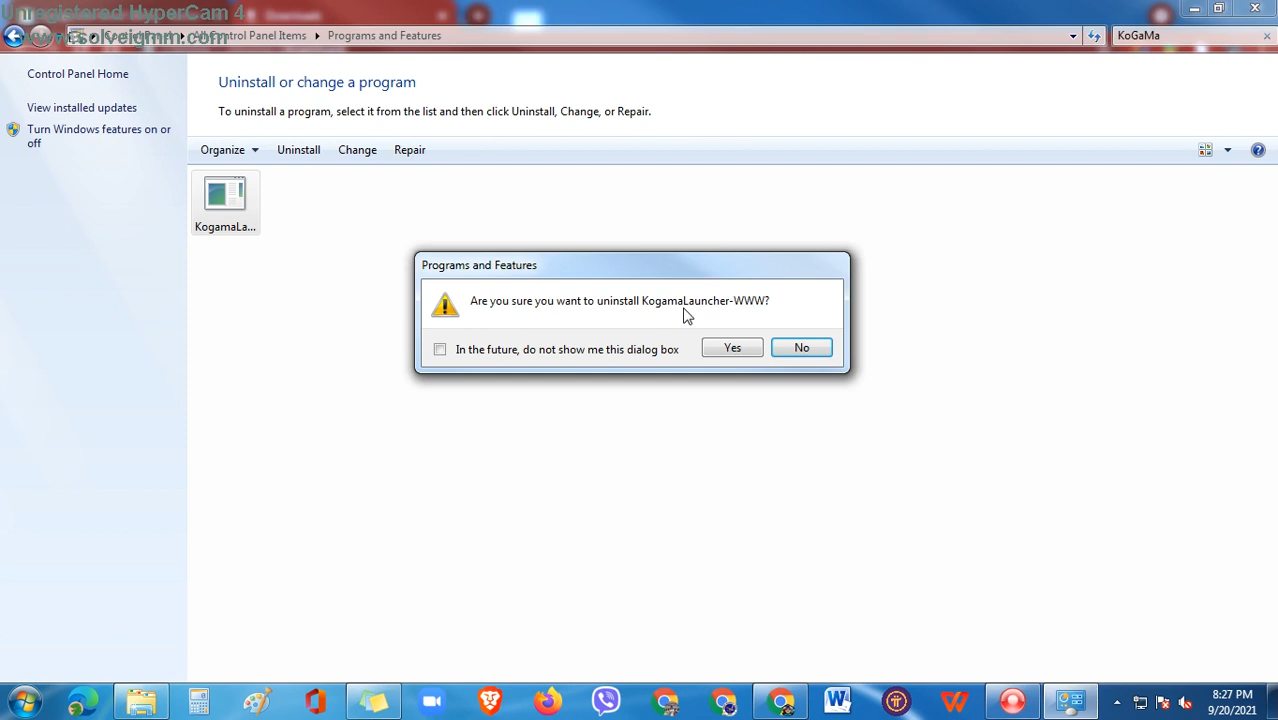 Unregistered HyperCam 4
www.solveigmm.com
All Control Panel Items
Programs and Features
KoGaMa
Control Panel Home
View installed updates
Turn Windows features on or
off
Uninstall or change a program
To uninstall a program, select it from the list and then click Uninstall, Change, or Repair.
Organize
Uninstall
Change
Repair
KogamaLa...
Programs and Features
Are you sure you want to uninstall KogamaLauncher-WWW?
In the future, do not show me this dialog box
Yes
No
8:27 PM
9/20/2021